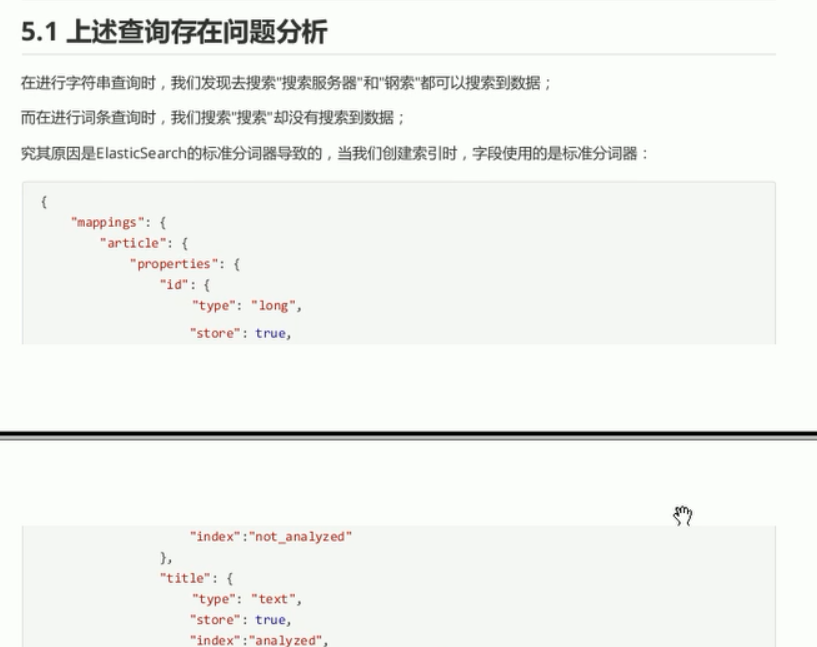 5.1 上述查询存在问题分析
在进行字符串查询时，我们发现去搜索"搜索服务器"和"钢索"都可以搜索到数据；
而在进行词条查询时，我们搜索"搜索"却没有搜索到数据；
究其原因是ElasticSearch的标准分词器导致的，当我们创建索引时，字段使用的是标准分词器：
{
"mappings": {
"article": {
"properties": {
"id": {
"type": "long",
"store": true,
"index":"not_analyzed"
},
"title": {
"type": "text",
"store": true,
"index":"analyzed",